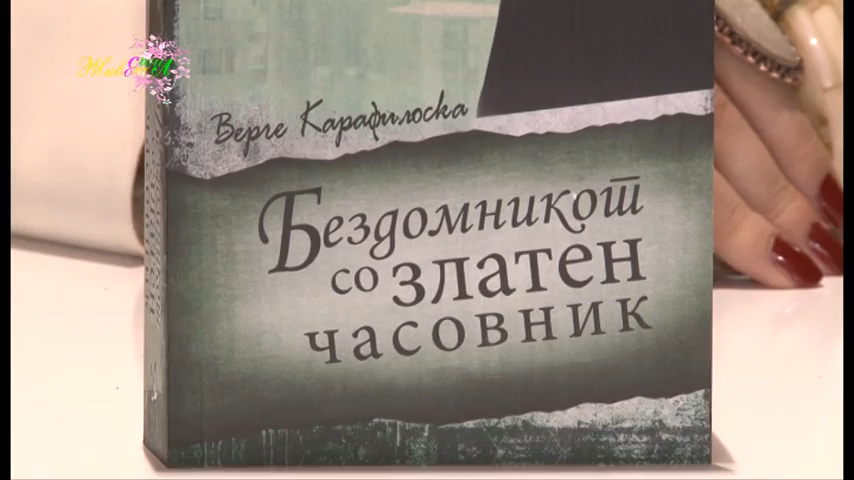 Верче Карафилоска
Бездомникот
со златен
часовник